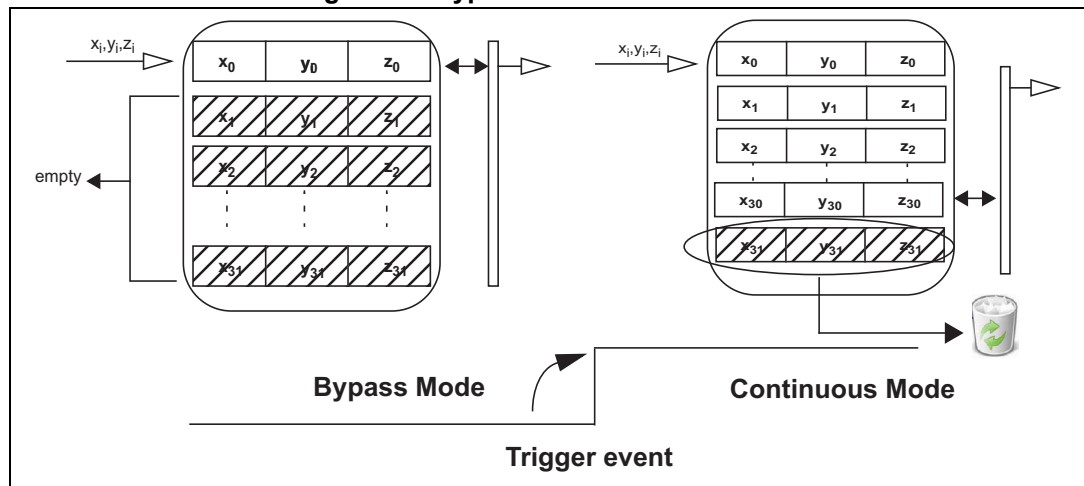 xᵢ,yᵢ,zᵢ
x₀ y_D z₀
x₁ y₁ z₁
x₂ y₂ z₂
empty
x₃₁ y₃₁ z₃₁
Bypass Mode
xᵢ,yᵢ,zᵢ
x₀ y₀ z₀
x₁ y₁ z₁
x₂ y₂ z₂
x₃₀ y₃₀ z₃₀
x₃₁ y₃₁ z₃₁
Continuous Mode
Trigger event